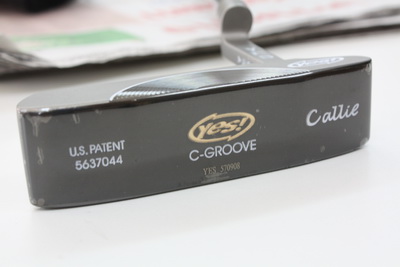 yes!
Callie
U.S. PATENT
5637044
C-GROOVE
YES 570908